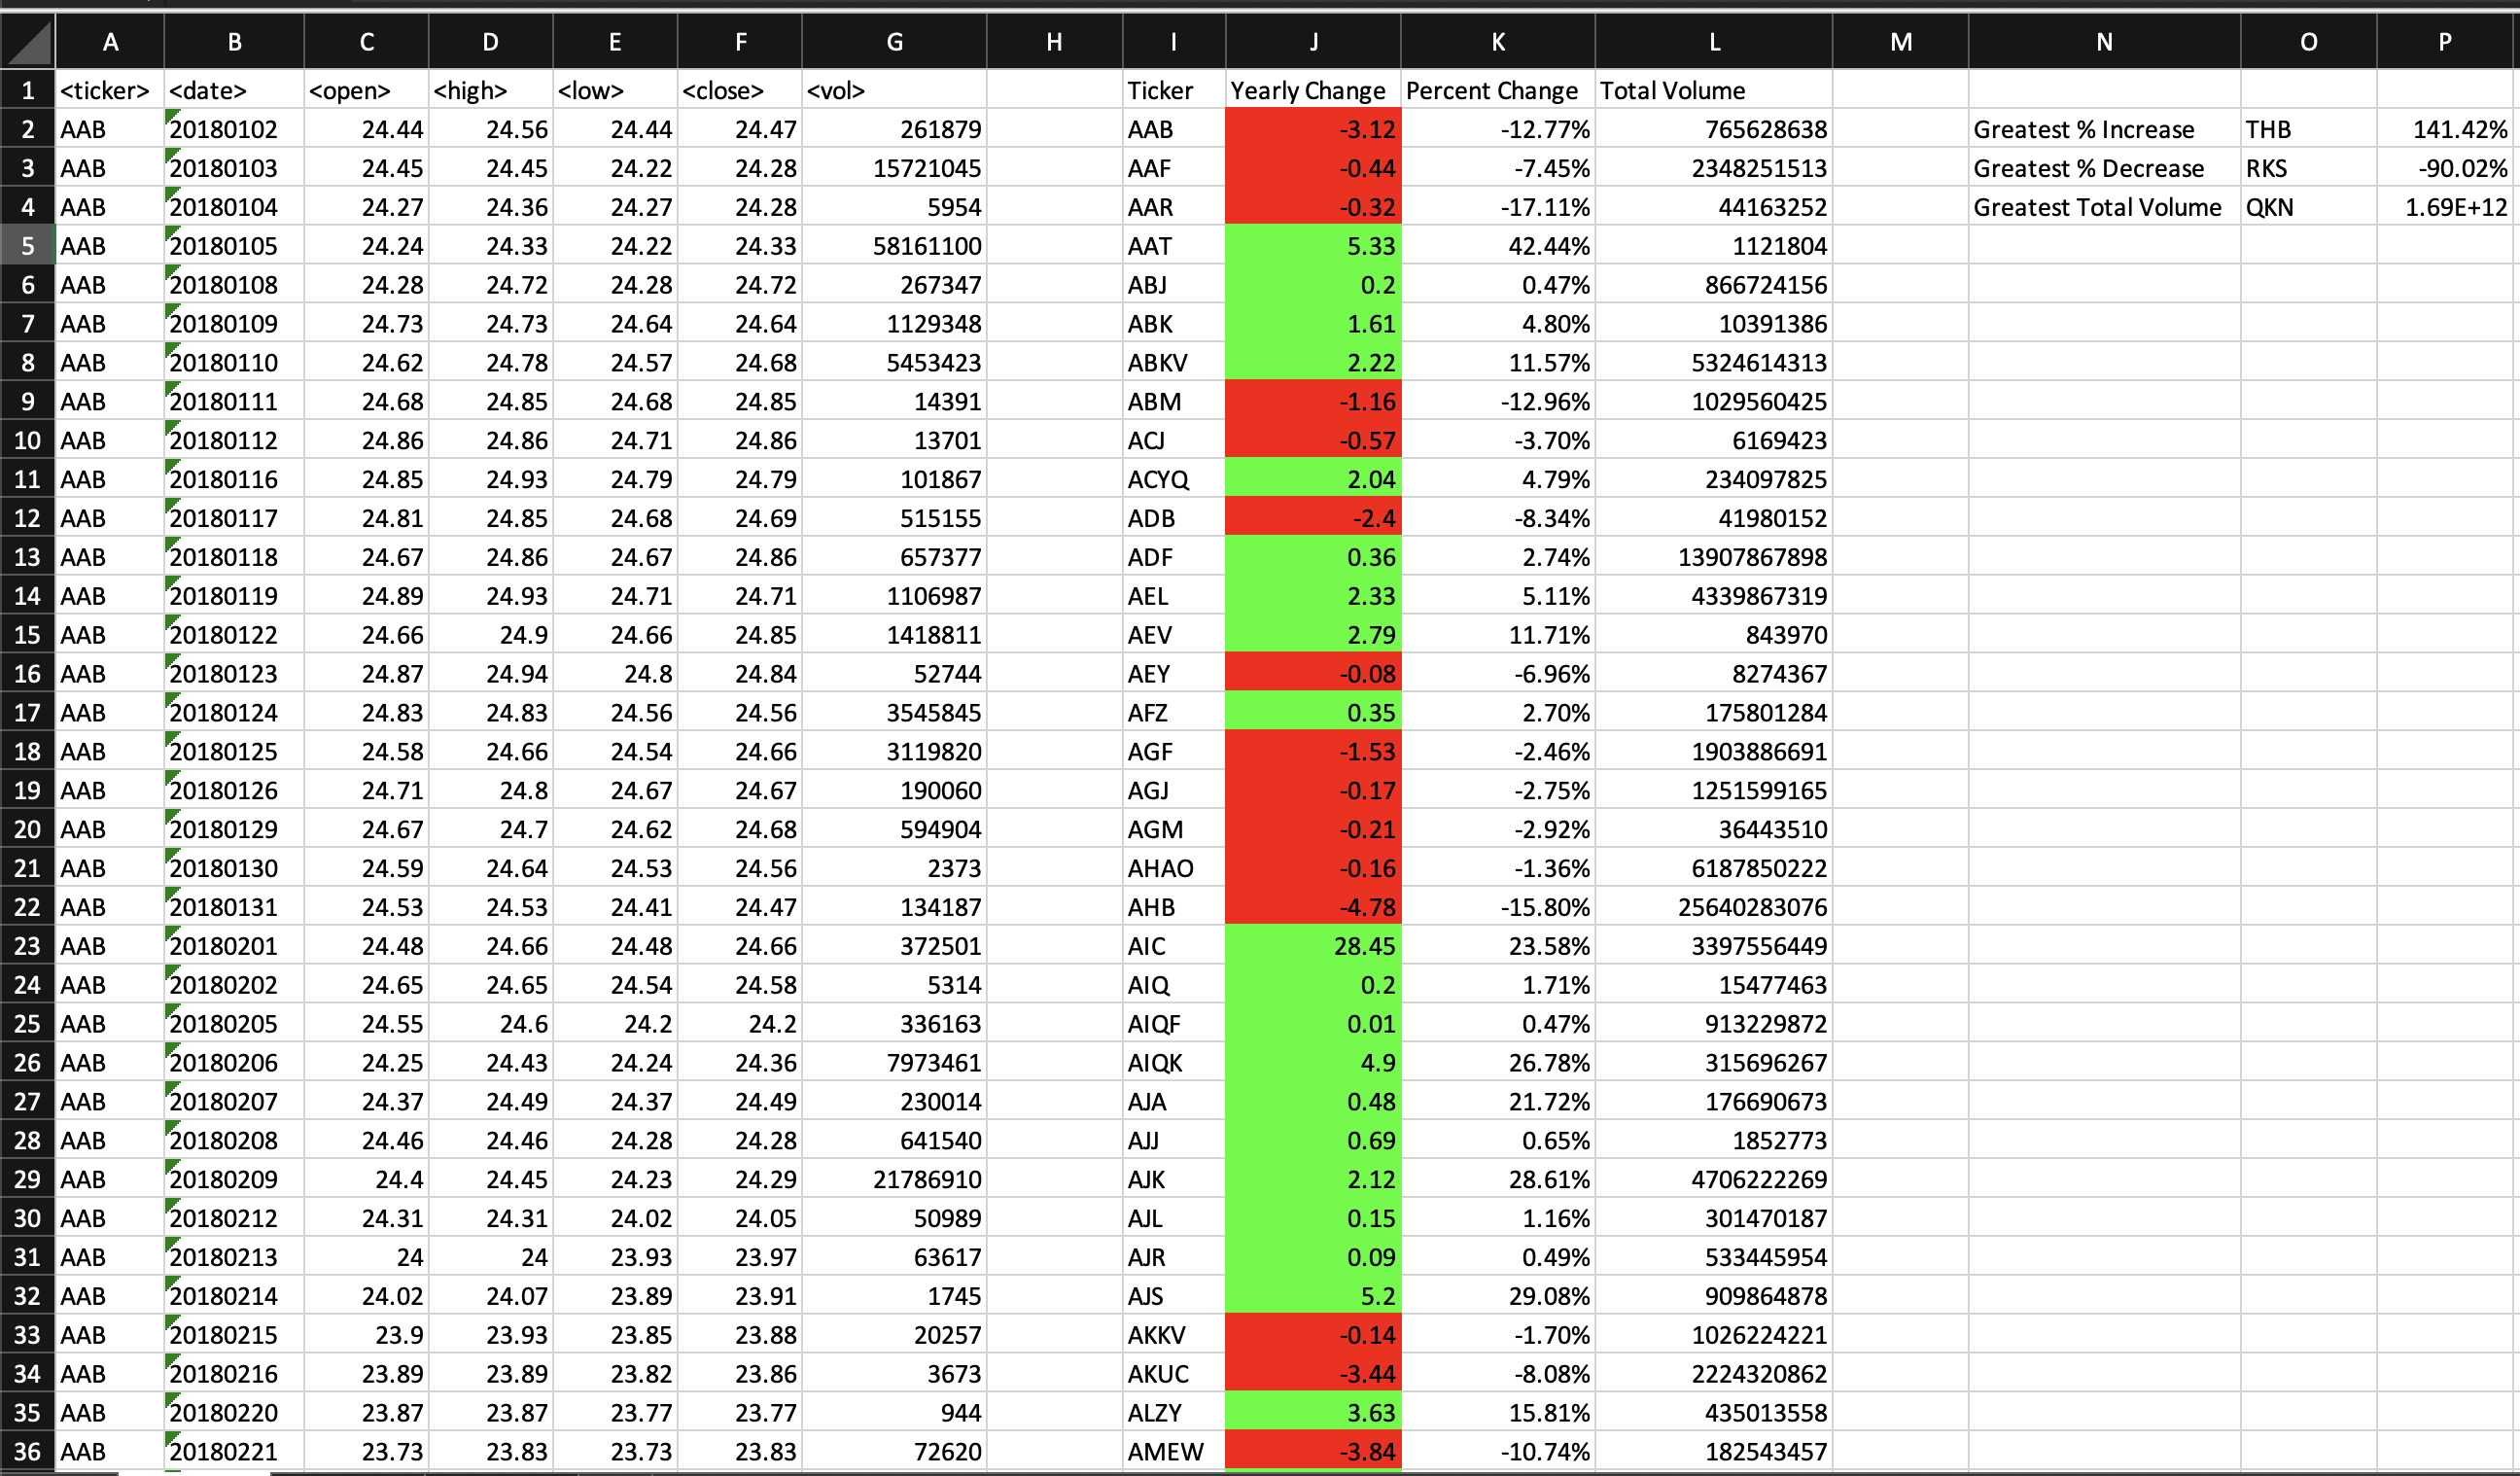 A B C D E F G H I J K L M N O P
1 <ticker> <date> <open> <high> <low> <close> <vol> Ticker Yearly Change Percent Change Total Volume
2 AAB 20180102 24.44 24.56 24.44 24.47 261879 AAB -3.12 -12.77% 765628638 Greatest % Increase THB 141.42%
3 AAB 20180103 24.45 24.45 24.22 24.28 15721045 AAF -0.44 -7.45% 2348251513 Greatest % Decrease RKS -90.02%
4 AAB 20180104 24.27 24.36 24.27 24.28 5954 AAR -0.32 -17.11% 44163252 Greatest Total Volume QKN 1.69E+12
5 AAB 20180105 24.24 24.33 24.22 24.33 58161100 AAT 5.33 42.44% 1121804
6 AAB 20180108 24.28 24.72 24.28 24.72 267347 ABJ 0.2 0.47% 866724156
7 AAB 20180109 24.73 24.73 24.64 24.64 1129348 ABK 1.61 4.80% 10391386
8 AAB 20180110 24.62 24.78 24.57 24.68 5453423 ABKV 2.22 11.57% 5324614313
9 AAB 20180111 24.68 24.85 24.68 24.85 14391 ABM -1.16 -12.96% 1029560425
10 AAB 20180112 24.86 24.86 24.71 24.86 13701 ACJ -0.57 -3.70% 6169423
11 AAB 20180116 24.85 24.93 24.79 24.79 101867 ACYQ 2.04 4.79% 234097825
12 AAB 20180117 24.81 24.85 24.68 24.69 515155 ADB -2.4 -8.34% 41980152
13 AAB 20180118 24.67 24.86 24.67 24.86 657377 ADF 0.36 2.74% 13907867898
14 AAB 20180119 24.89 24.93 24.71 24.71 1106987 AEL 2.33 5.11% 4339867319
15 AAB 20180122 24.66 24.9 24.66 24.85 1418811 AEV 2.79 11.71% 843970
16 AAB 20180123 24.87 24.94 24.8 24.84 52744 AEY -0.08 -6.96% 8274367
17 AAB 20180124 24.83 24.83 24.56 24.56 3545845 AFZ 0.35 2.70% 175801284
18 AAB 20180125 24.58 24.66 24.54 24.66 3119820 AGF -1.53 -2.46% 1903886691
19 AAB 20180126 24.71 24.8 24.67 24.67 190060 AGJ -0.17 -2.75% 1251599165
20 AAB 20180129 24.67 24.7 24.62 24.68 594904 AGM -0.21 -2.92% 36443510
21 AAB 20180130 24.59 24.64 24.53 24.56 2373 AHAO -0.16 -1.36% 6187850222
22 AAB 20180131 24.53 24.53 24.41 24.47 134187 AHB -4.78 -15.80% 25640283076
23 AAB 20180201 24.48 24.66 24.48 24.66 372501 AIC 28.45 23.58% 3397556449
24 AAB 20180202 24.65 24.65 24.54 24.58 5314 AIQ 0.2 1.71% 15477463
25 AAB 20180205 24.55 24.6 24.2 24.2 336163 AIQF 0.01 0.47% 913229872
26 AAB 20180206 24.25 24.43 24.24 24.36 7973461 AIQK 4.9 26.78% 315696267
27 AAB 20180207 24.37 24.49 24.37 24.49 230014 AJA 0.48 21.72% 176690673
28 AAB 20180208 24.46 24.46 24.28 24.28 641540 AJJ 0.69 0.65% 1852773
29 AAB 20180209 24.4 24.45 24.23 24.29 21786910 AJK 2.12 28.61% 4706222269
30 AAB 20180212 24.31 24.31 24.02 24.05 50989 AJL 0.15 1.16% 301470187
31 AAB 20180213 24 24 23.93 23.97 63617 AJR 0.09 0.49% 533445954
32 AAB 20180214 24.02 24.07 23.89 23.91 1745 AJS 5.2 29.08% 909864878
33 AAB 20180215 23.9 23.93 23.85 23.88 20257 AKKV -0.14 -1.70% 1026224221
34 AAB 20180216 23.89 23.89 23.82 23.86 3673 AKUC -3.44 -8.08% 2224320862
35 AAB 20180220 23.87 23.87 23.77 23.77 944 ALZY 3.63 15.81% 435013558
36 AAB 20180221 23.73 23.83 23.73 23.83 72620 AMEW -3.84 -10.74% 182543457